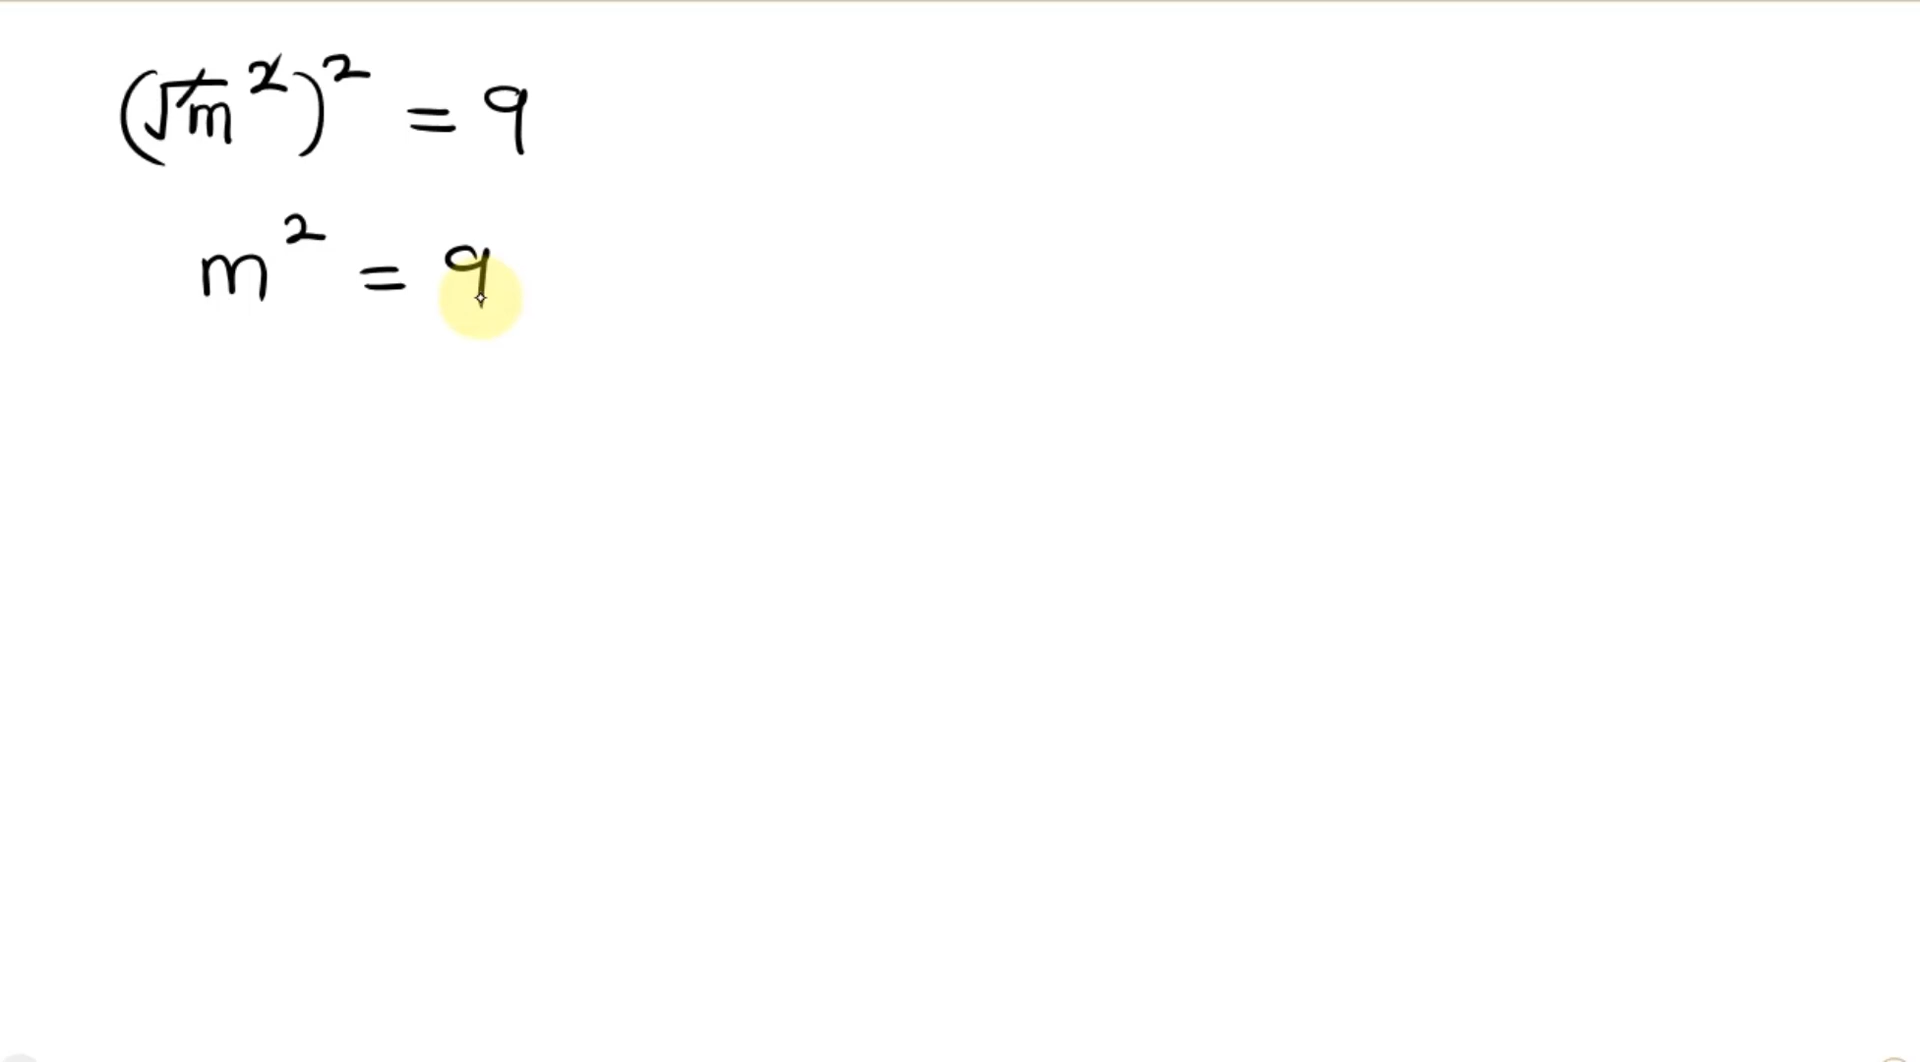 (√m²)² = 9
m² = 9